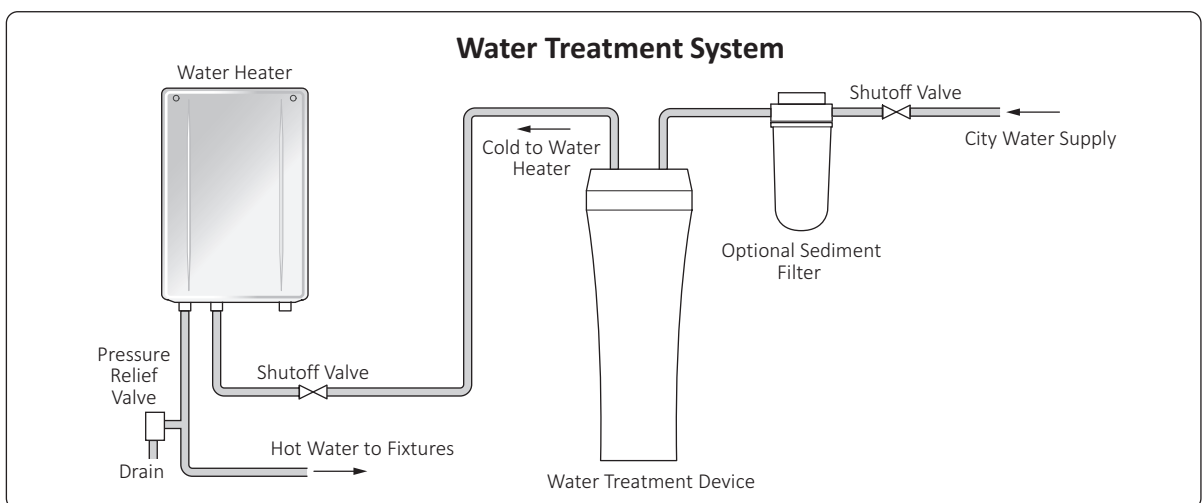 Water Treatment System
Water Heater
Shutoff Valve
City Water Supply
Cold to Water
Heater
Optional Sediment
Filter
Pressure
Relief
Valve
Shutoff Valve
Hot Water to Fixtures
Drain
Water Treatment Device